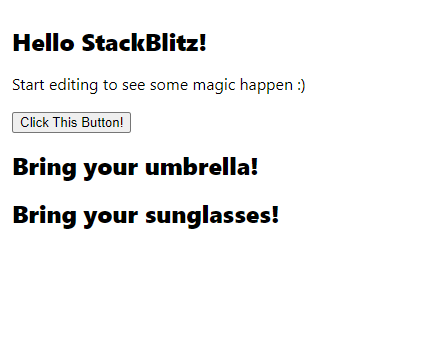 Hello StackBlitz!
Start editing to see some magic happen :)
Click This Button!
Bring your umbrella!
Bring your sunglasses!